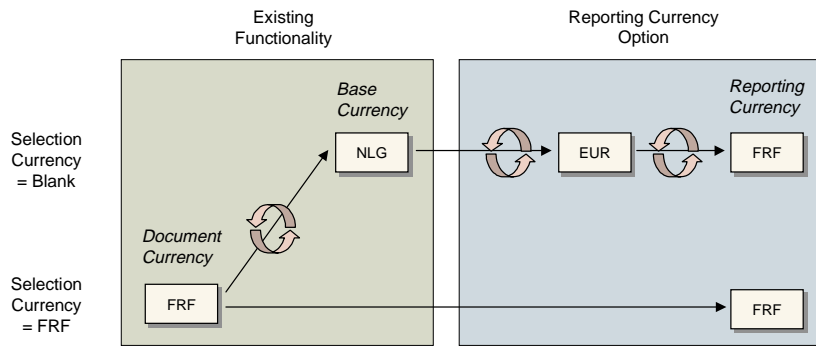 Existing
Functionality
Reporting Currency
Option
Base
Currency
Reporting
Currency
Selection
Currency
= Blank
NLG
EUR
FRF
Document
Currency
Selection
Currency
= FRF
FRF
FRF